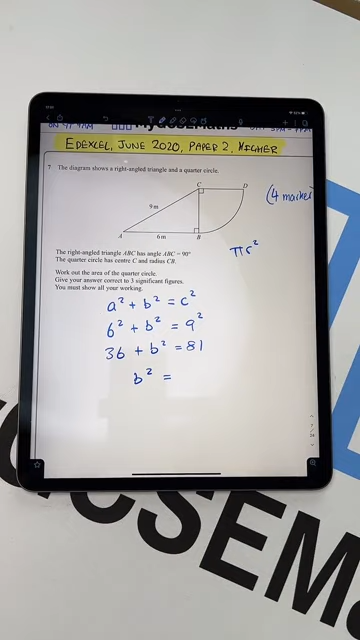 EDEXCEL, JUNE 2020, PAPER 2, HIGHER
7 The diagram shows a right-angled triangle and a quarter circle.
C D
9 m
(4 marks
A 6 m B
πr²
The right-angled triangle ABC has angle ABC = 90°
The quarter circle has centre C and radius CB.
Work out the area of the quarter circle.
Give your answer correct to 3 significant figures.
You must show all your working.
a² + b² = c²
6² + b² = 9²
36 + b² = 81
b² =
GCSEMa